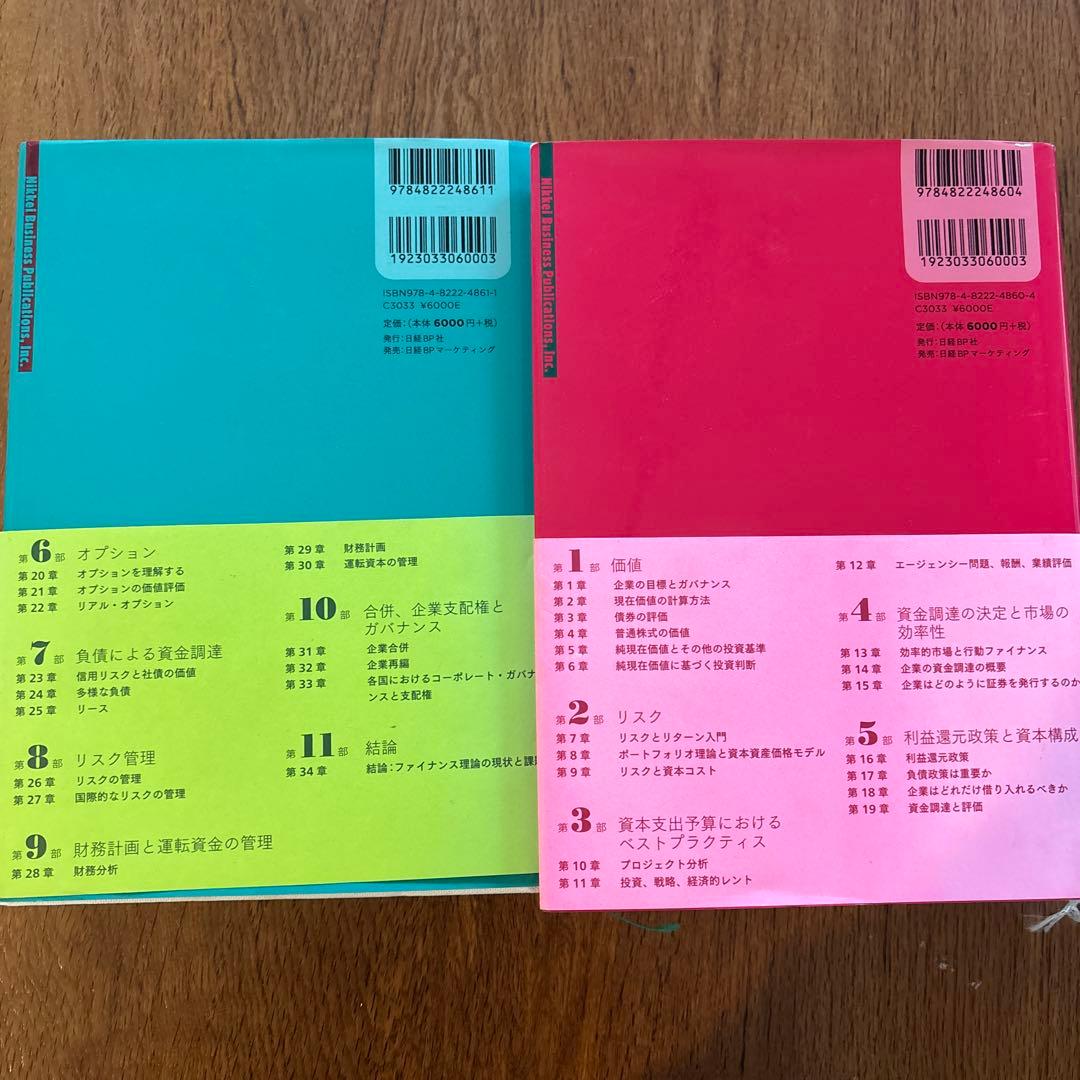 Nikkei Business Publications, Inc.
9784822248611
1923033060003
ISBN978-4-8222-4861-1
C3033 ¥6000E
定価：（本体6000円+税）
発行：日経BP社
発売：日経BPマーケティング
第6部 オプション
第20章 オプションを理解する
第21章 オプションの価値評価
第22章 リアル・オプション
第7部 負債による資金調達
第23章 信用リスクと社債の価値
第24章 多様な負債
第25章 リース
第8部 リスク管理
第26章 リスクの管理
第27章 国際的なリスクの管理
第9部 財務計画と運転資金の管理
第28章 財務分析
第29章 財務計画
第30章 運転資本の管理
第10部 合併、企業支配権と
ガバナンス
第31章 企業合併
第32章 企業再編
第33章 各国におけるコーポレート・ガバナ
ンスと支配権
第11部 結論
第34章 結論：ファイナンス理論の現状と課
Nikkei Business Publications, Inc.
9784822248604
1923033060003
ISBN978-4-8222-4860-4
C3033 ¥6000E
定価：（本体6000円+税）
発行：日経BP社
発売：日経BPマーケティング
第1部 価値
第1章 企業の目標とガバナンス
第2章 現在価値の計算方法
第3章 債券の評価
第4章 普通株式の価値
第5章 純現在価値とその他の投資基準
第6章 純現在価値に基づく投資判断
第2部 リスク
第7章 リスクとリターン入門
第8章 ポートフォリオ理論と資本資産価格モデル
第9章 リスクと資本コスト
第3部 資本支出予算における
ベストプラクティス
第10章 プロジェクト分析
第11章 投資、戦略、経済的レント
第12章 エージェンシー問題、報酬、業績評価
第4部 資金調達の決定と市場の
効率性
第13章 効率的市場と行動ファイナンス
第14章 企業の資金調達の概要
第15章 企業はどのように証券を発行するのか
第5部 利益還元政策と資本構成
第16章 利益還元政策
第17章 負債政策は重要か
第18章 企業はどれだけ借り入れるべきか
第19章 資金調達と評価